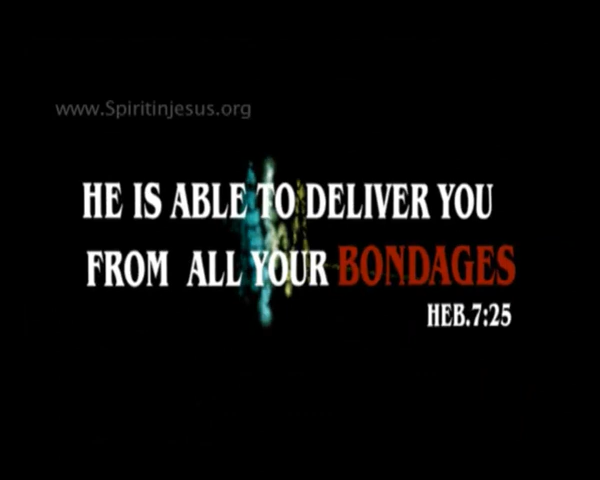 www.Spiritinjesus.org
HE IS ABLE TO DELIVER YOU
FROM ALL YOUR BONDAGES
HEB.7:25